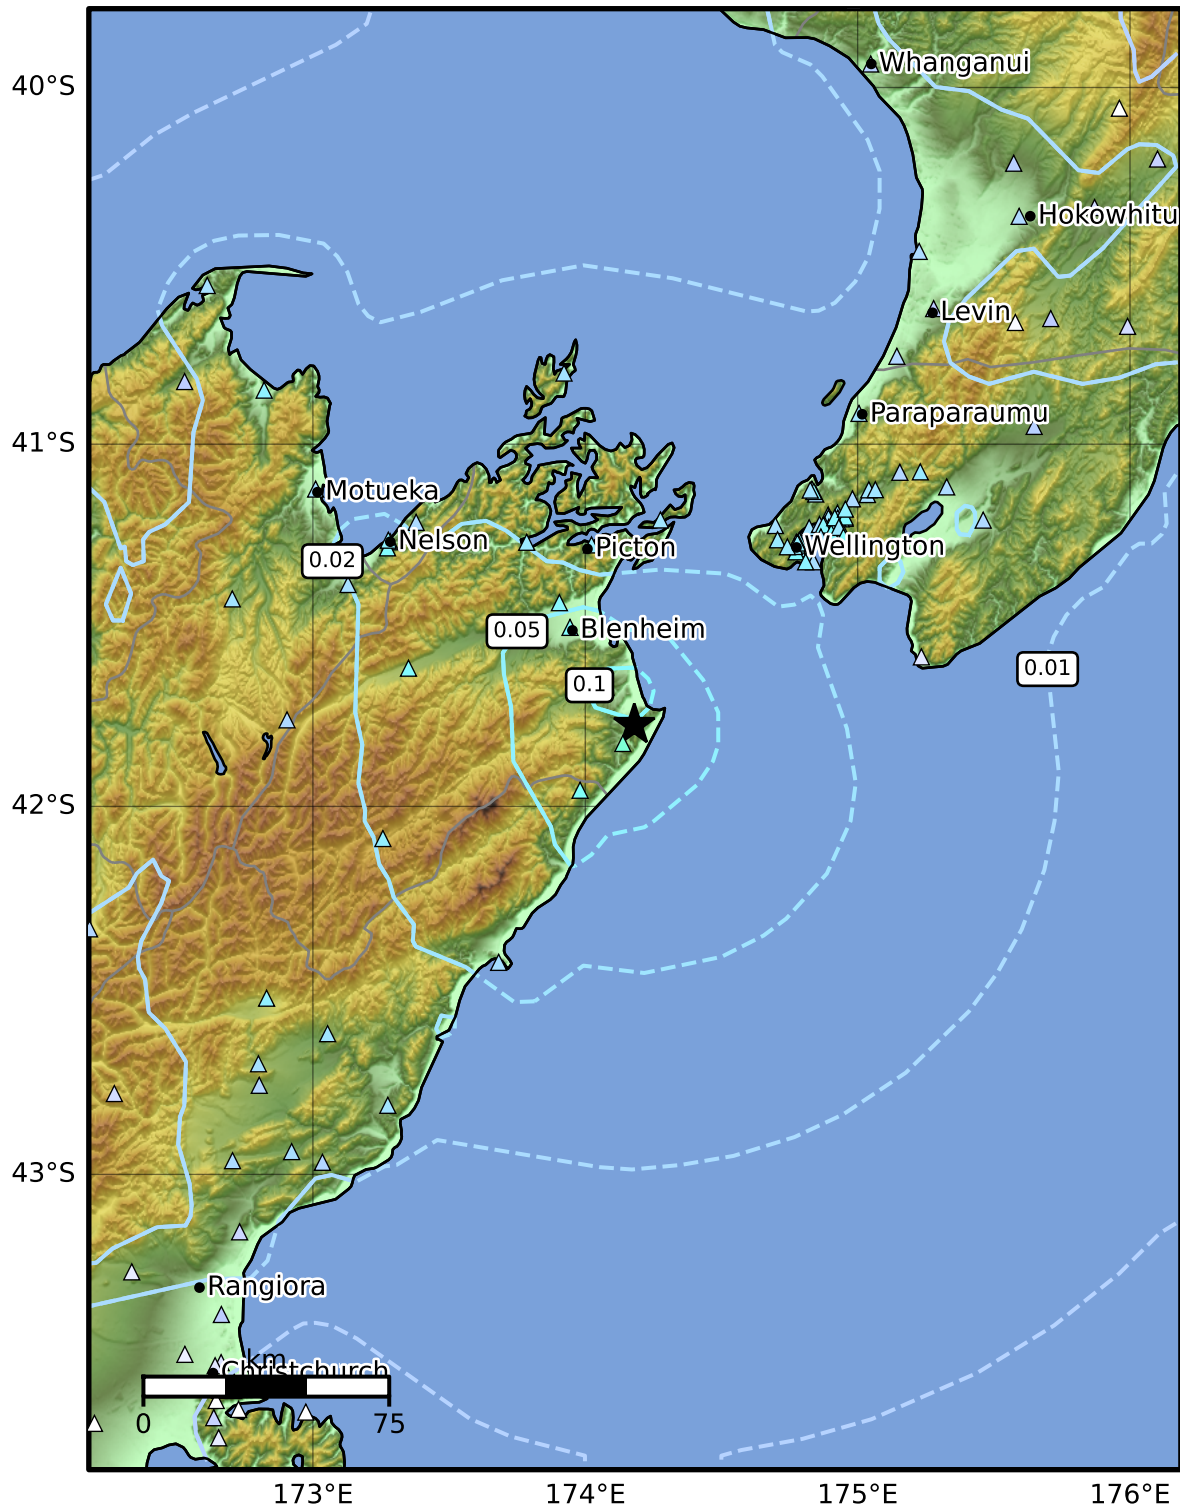 Whanganui
40°S
Hokowhitu
Levin
Paraparaumu
41°S
Motueka
Nelson
Picton
Wellington
0.02
0.05
Blenheim
0.01
0.1
42°S
43°S
Rangiora
km
Christchurch
0
75
173°E
174°E
175°E
176°E